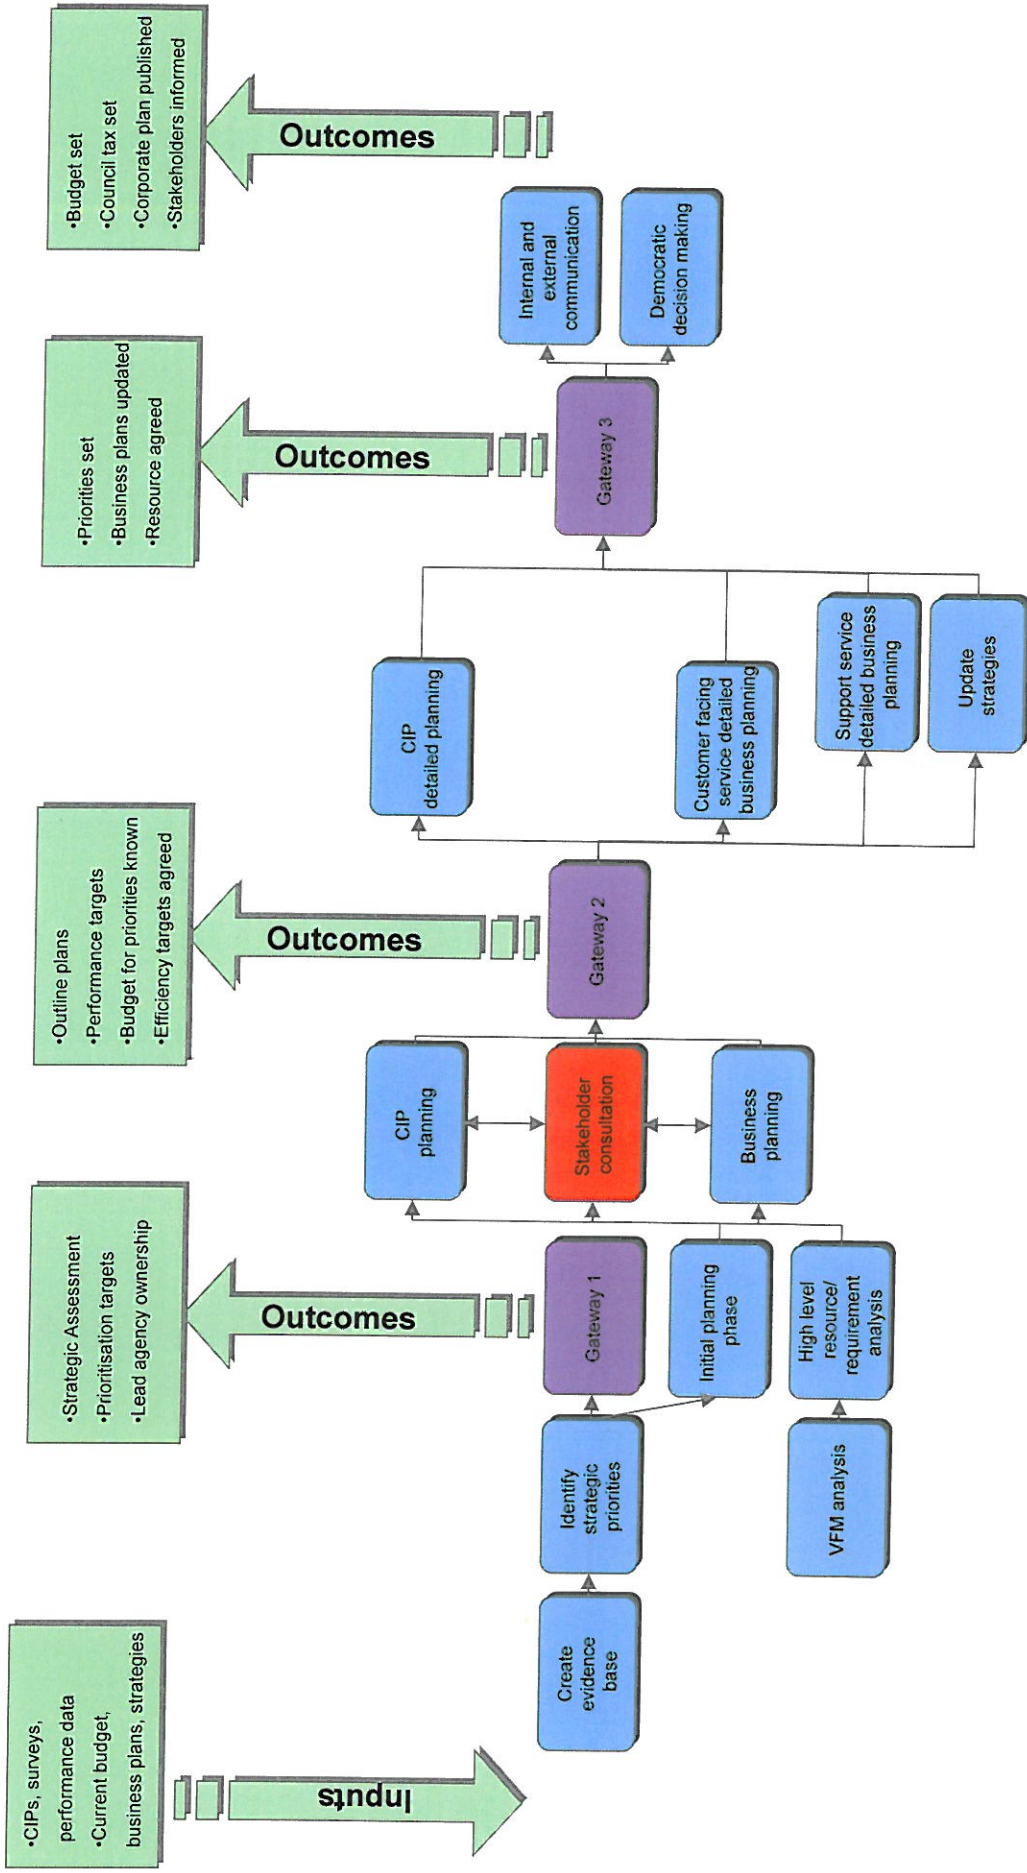 •CIPs, surveys,
performance data
•Current budget,
business plans, strategies
Inputs
•Strategic Assessment
•Prioritisation targets
•Lead agency ownership
Outcomes
•Outline plans
•Performance targets
•Budget for priorities known
•Efficiency targets agreed
Outcomes
•Priorities set
•Business plans updated
•Resource agreed
Outcomes
•Budget set
•Council tax set
•Corporate plan published
•Stakeholders informed
Outcomes
Create
evidence
base
Identify
strategic
priorities
Gateway 1
Initial planning
phase
VFM analysis
High level
resource/
requirement
analysis
CIP
planning
Stakeholder
consultation
Business
planning
Gateway 2
CIP
detailed planning
Customer facing
service detailed
business planning
Support service
detailed business
planning
Update
strategies
Gateway 3
Internal and
external
communication
Democratic
decision making